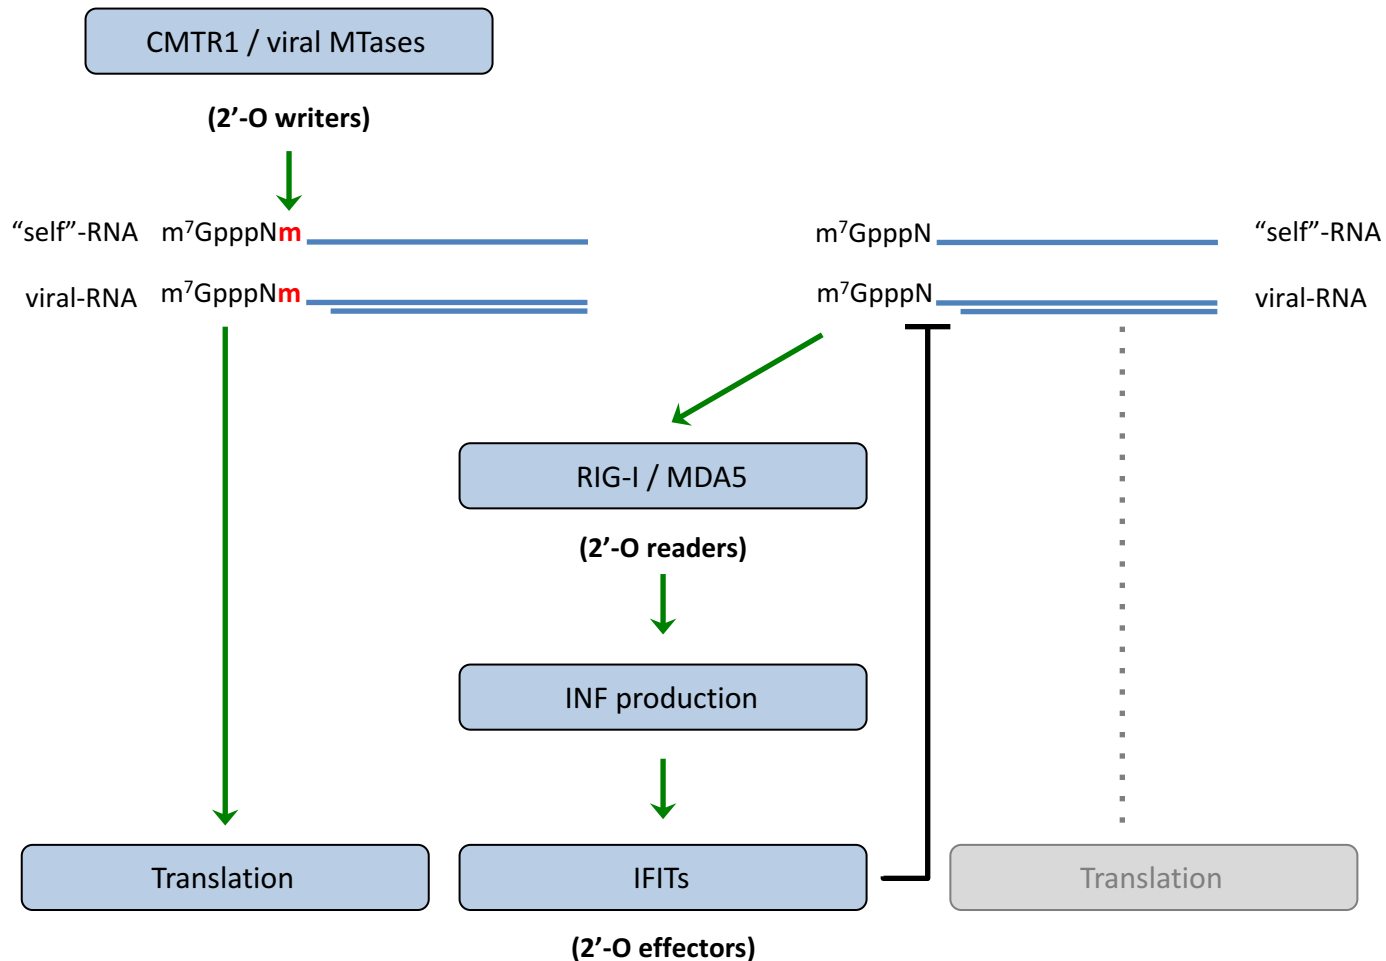 CMTR1 / viral MTases
(2’-O writers)
“self”-RNA m⁷GpppNm
m⁷GpppN “self”-RNA
viral-RNA m⁷GpppNm
m⁷GpppN viral-RNA
RIG-I / MDA5
(2’-O readers)
INF production
Translation
IFITs
Translation
(2’-O effectors)